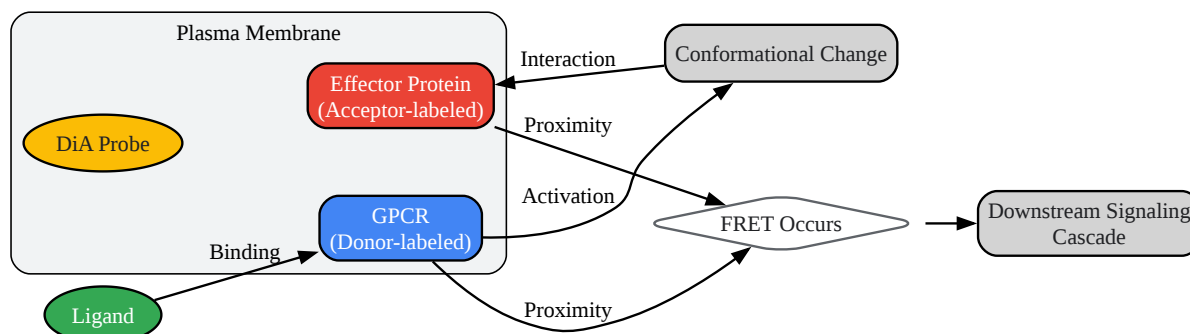 Plasma Membrane
Conformational Change
Interaction
Effector Protein
(Acceptor-labeled)
Proximity
DiA Probe
Activation
GPCR
(Donor-labeled)
FRET Occurs
Downstream Signaling
Cascade
Binding
Ligand
Proximity